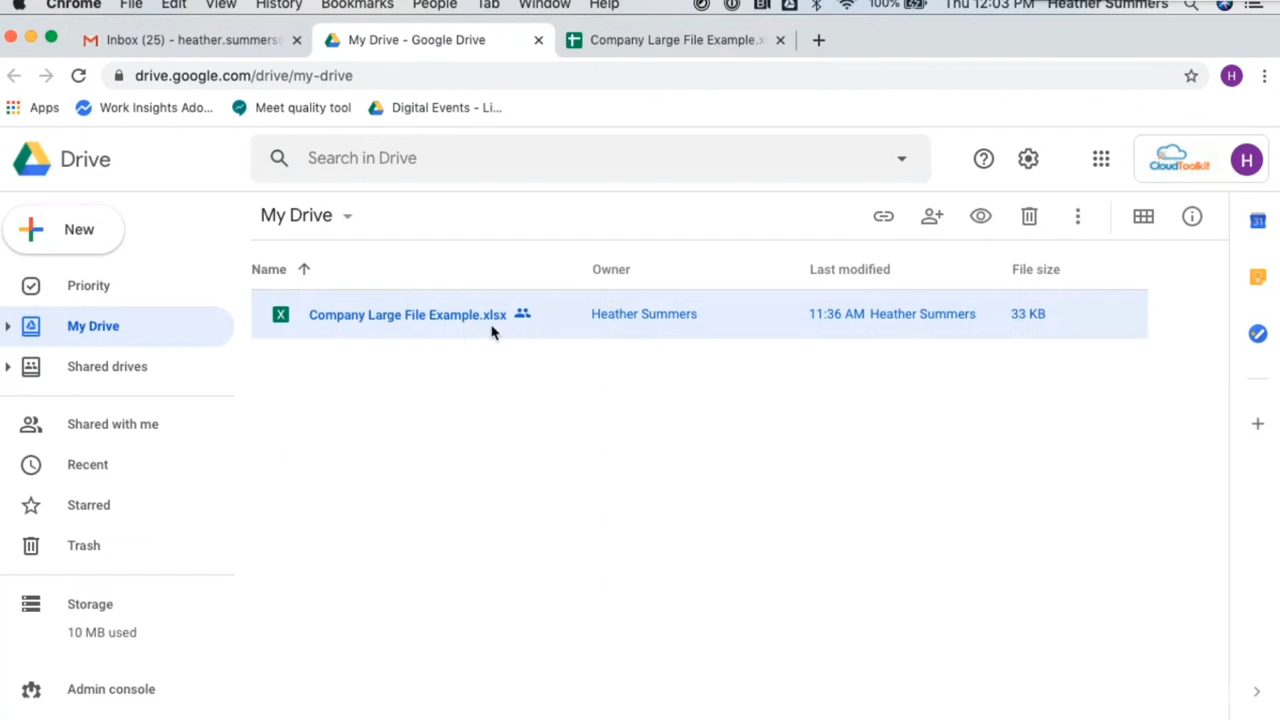 Chrome File Edit View History Bookmarks People Tab Window Help 100% Thu 12:03 PM Heather Summers
Inbox (25) - heather.summers
My Drive - Google Drive
Company Large File Example.x
drive.google.com/drive/my-drive
H
Apps
Work Insights Ado...
Meet quality tool
Digital Events - Li...
Drive
Search in Drive
CloudToolkit
H
New
My Drive
Name
Owner
Last modified
File size
Priority
X Company Large File Example.xlsx
Heather Summers
11:36 AM Heather Summers
33 KB
My Drive
Shared drives
Shared with me
Recent
Starred
Trash
Storage
10 MB used
Admin console
31